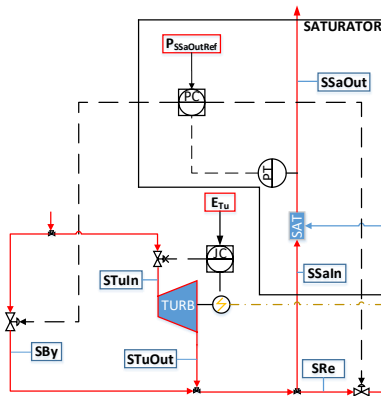 SATURATOR
PSSaOutRef
SSaOut
PC
PT
ETu
SAT
JC
SSaIn
STuIn
TURB
STuOut
SBy
SRe